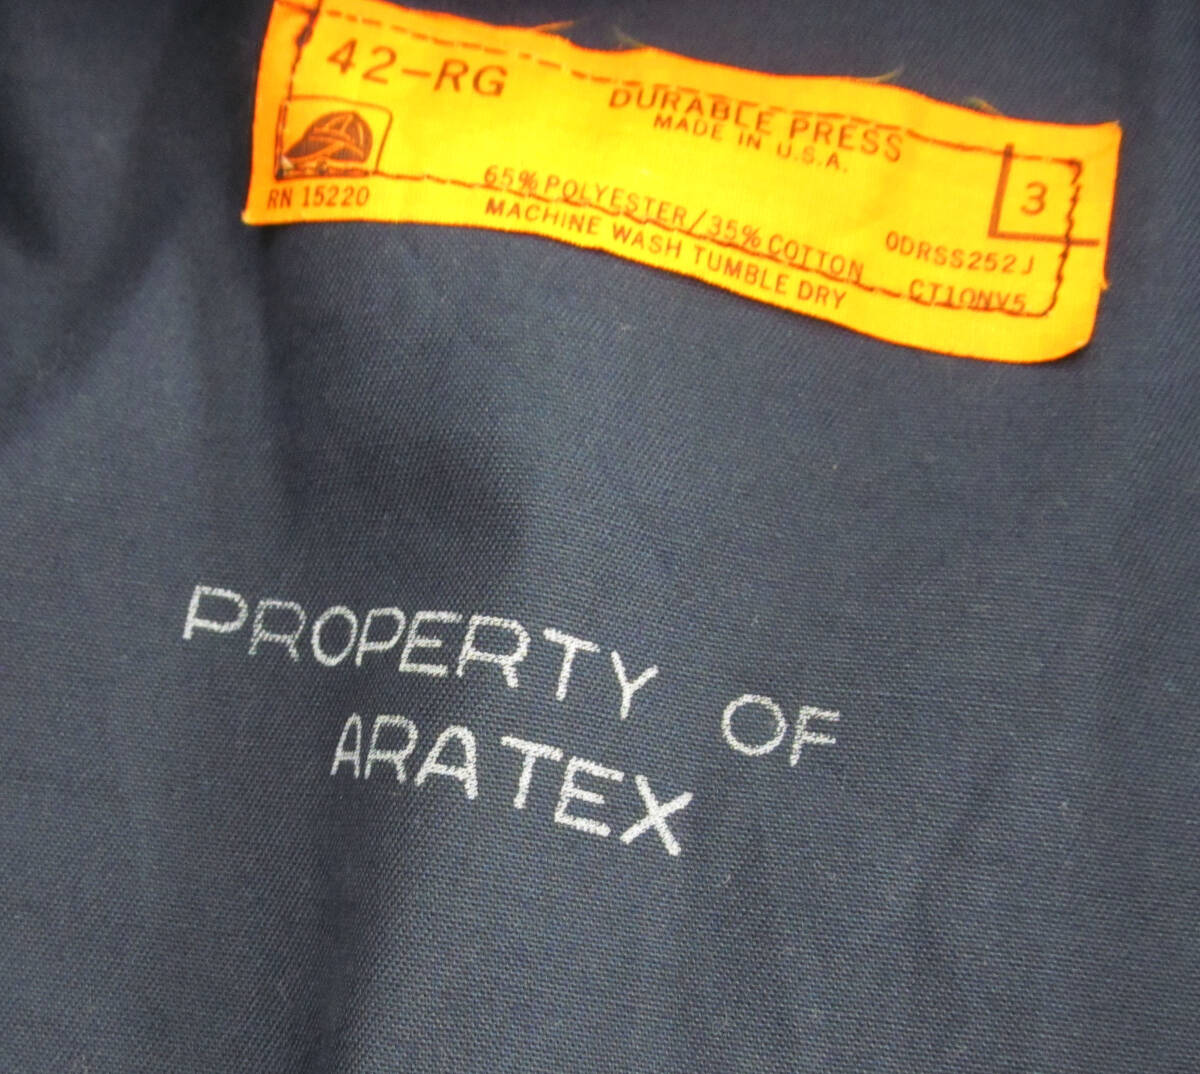 42-RG
DURABLE PRESS
MADE IN U.S.A.
3
RN 15220
65% POLYESTER/35% COTTON
MACHINE WASH TUMBLE DRY
ODRSS252J
CT10NV5
PROPERTY OF
ARATEX